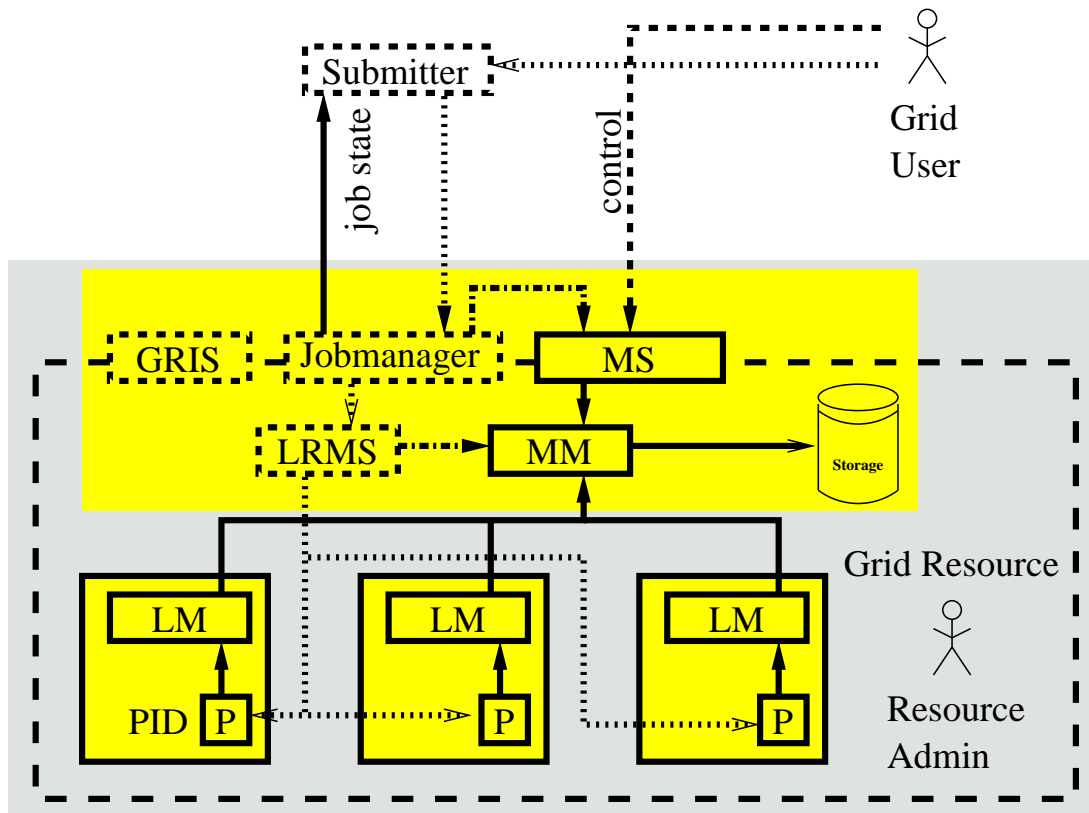 Submitter
Grid
User
job state
control
GRIS
Jobmanager
MS
LRMS
MM
Storage
Grid Resource
LM
LM
LM
PID
P
P
P
Resource
Admin